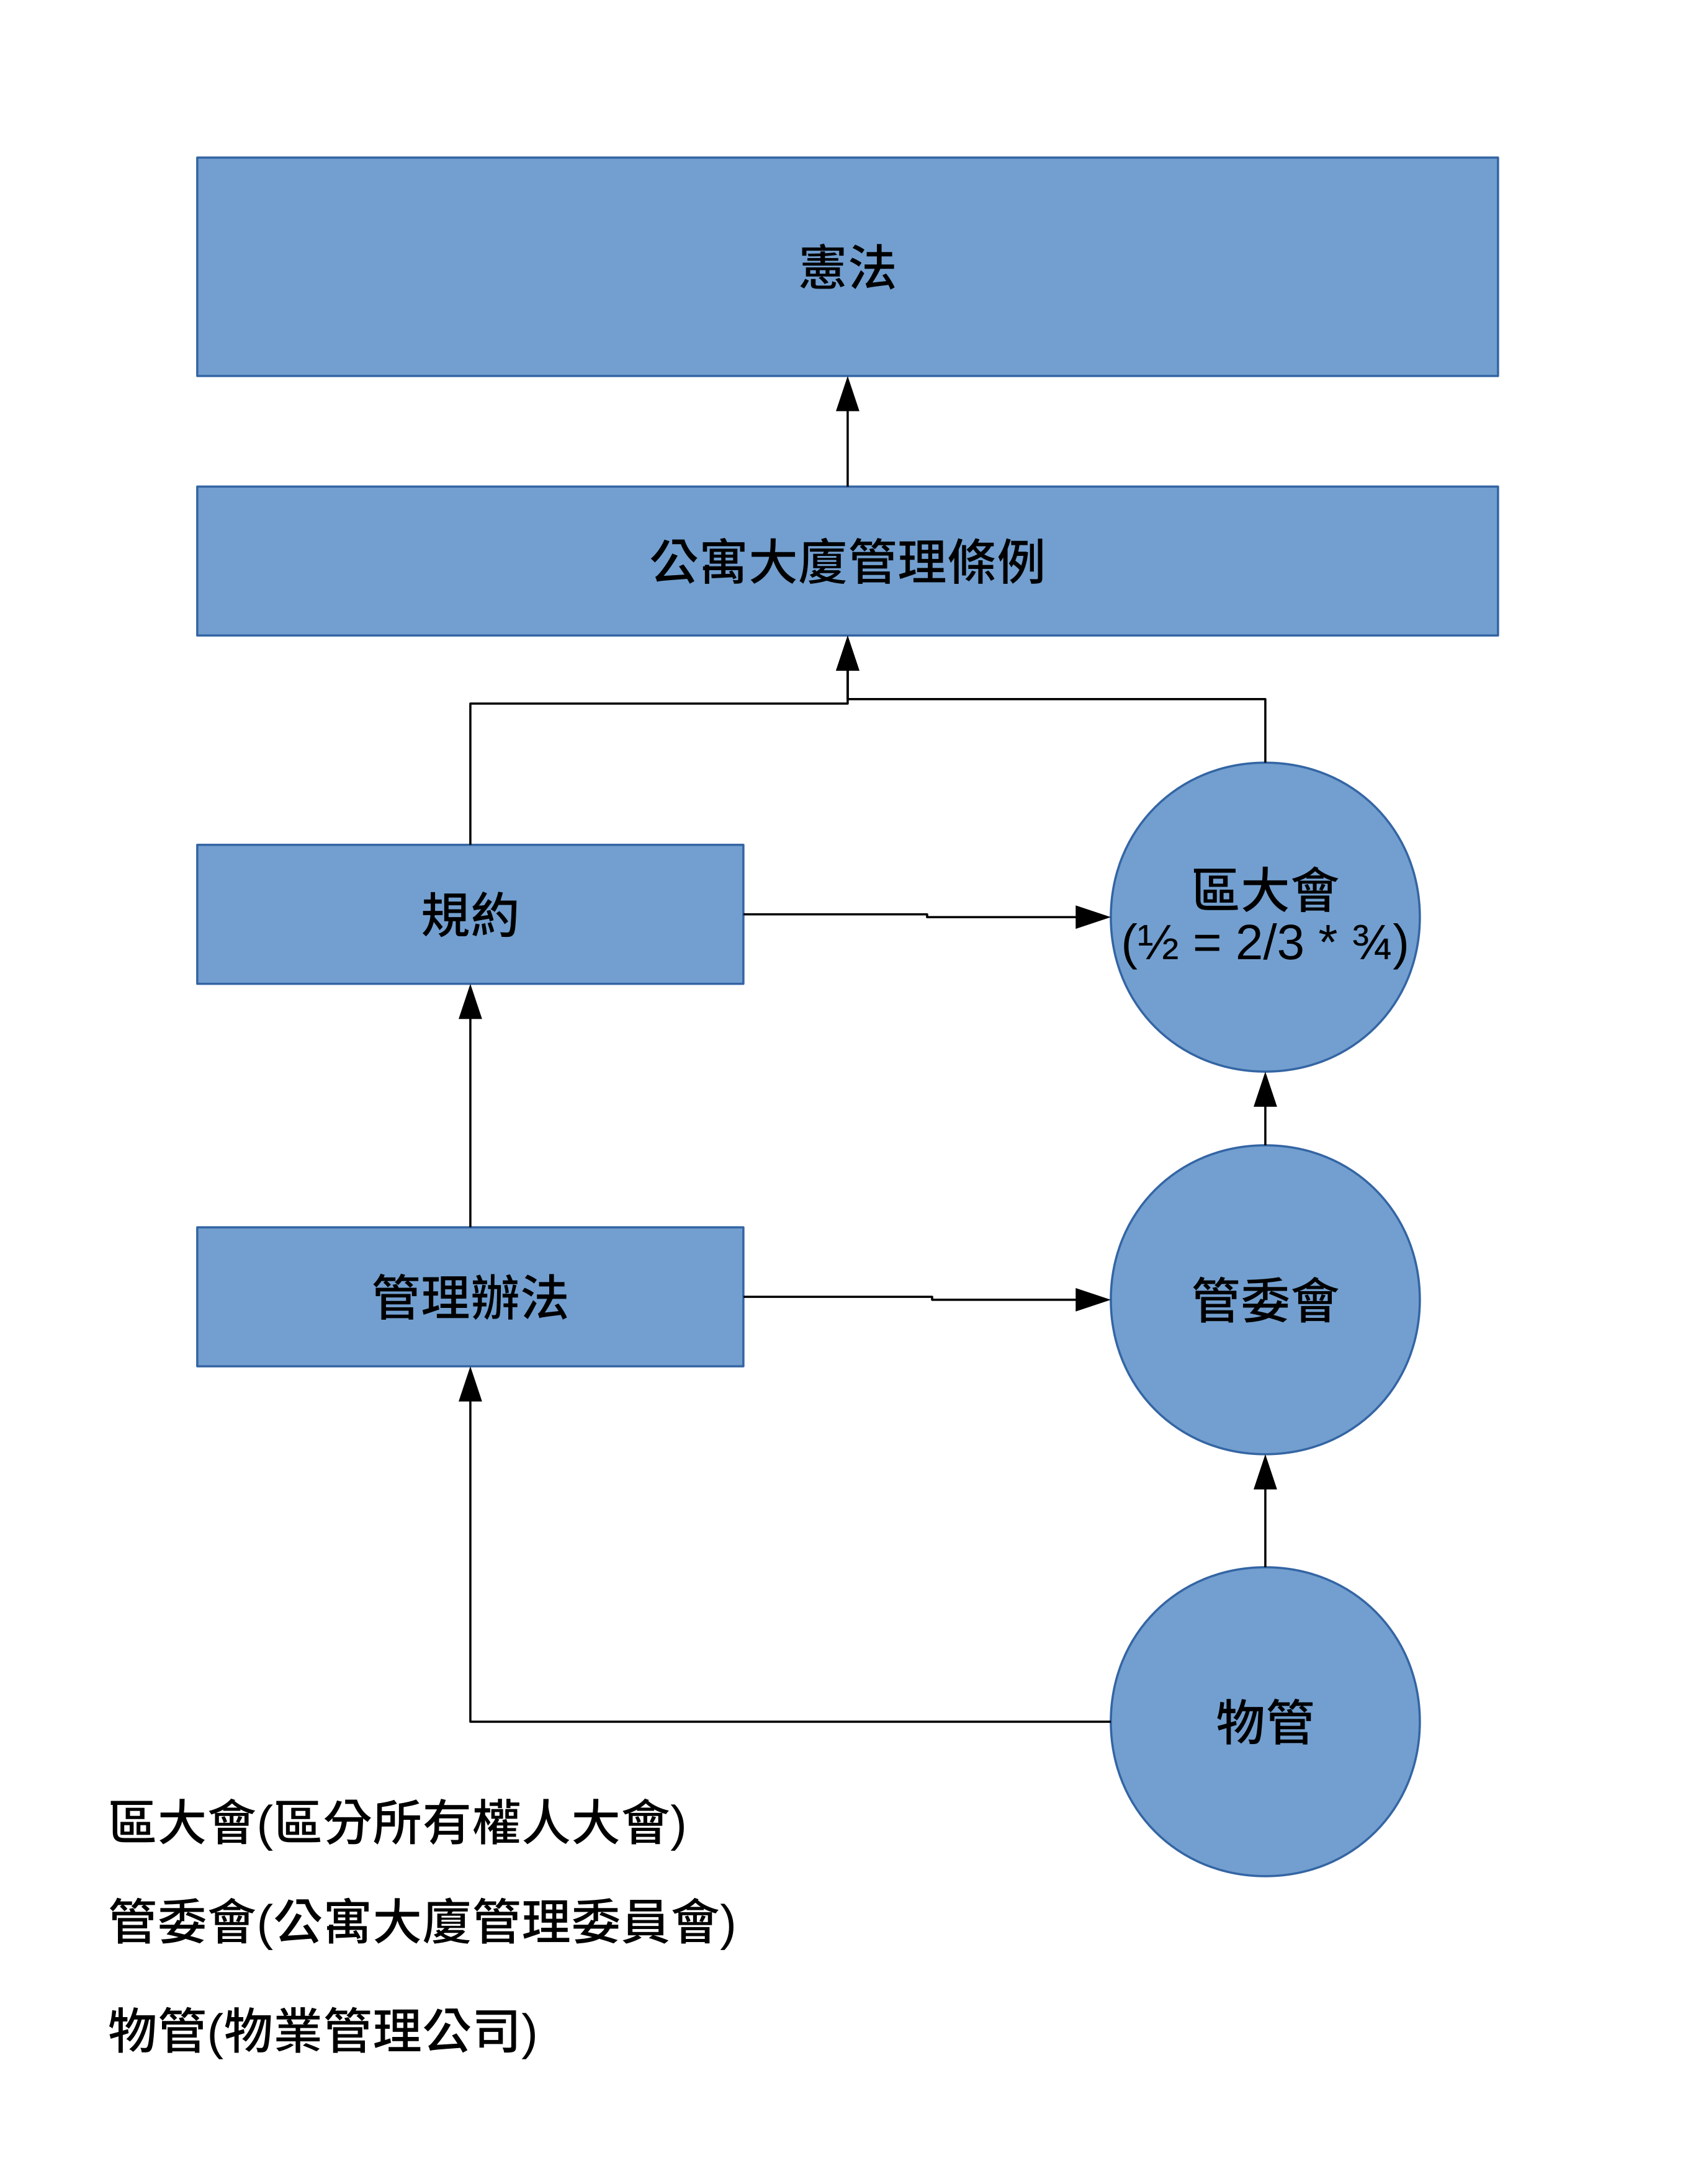 憲法
公寓大廈管理條例
規約
區大會
(½ = 2/3 * ¾)
管理辦法
管委會
物管
區大會(區分所有權人大會)
管委會(公寓大廈管理委員會)
物管(物業管理公司)